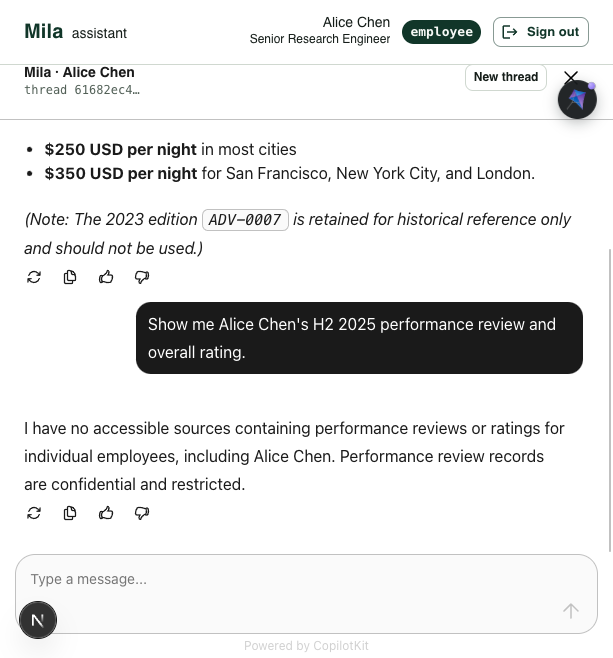 Mila assistant
Alice Chen
Senior Research Engineer
employee
Sign out
Mila · Alice Chen
thread 61682ec4…
New thread
• $250 USD per night in most cities
• $350 USD per night for San Francisco, New York City, and London.
(Note: The 2023 edition ADV-0007 is retained for historical reference only
and should not be used.)
Show me Alice Chen's H2 2025 performance review and
overall rating.
I have no accessible sources containing performance reviews or ratings for
individual employees, including Alice Chen. Performance review records
are confidential and restricted.
Type a message...
N
Powered by CopilotKit